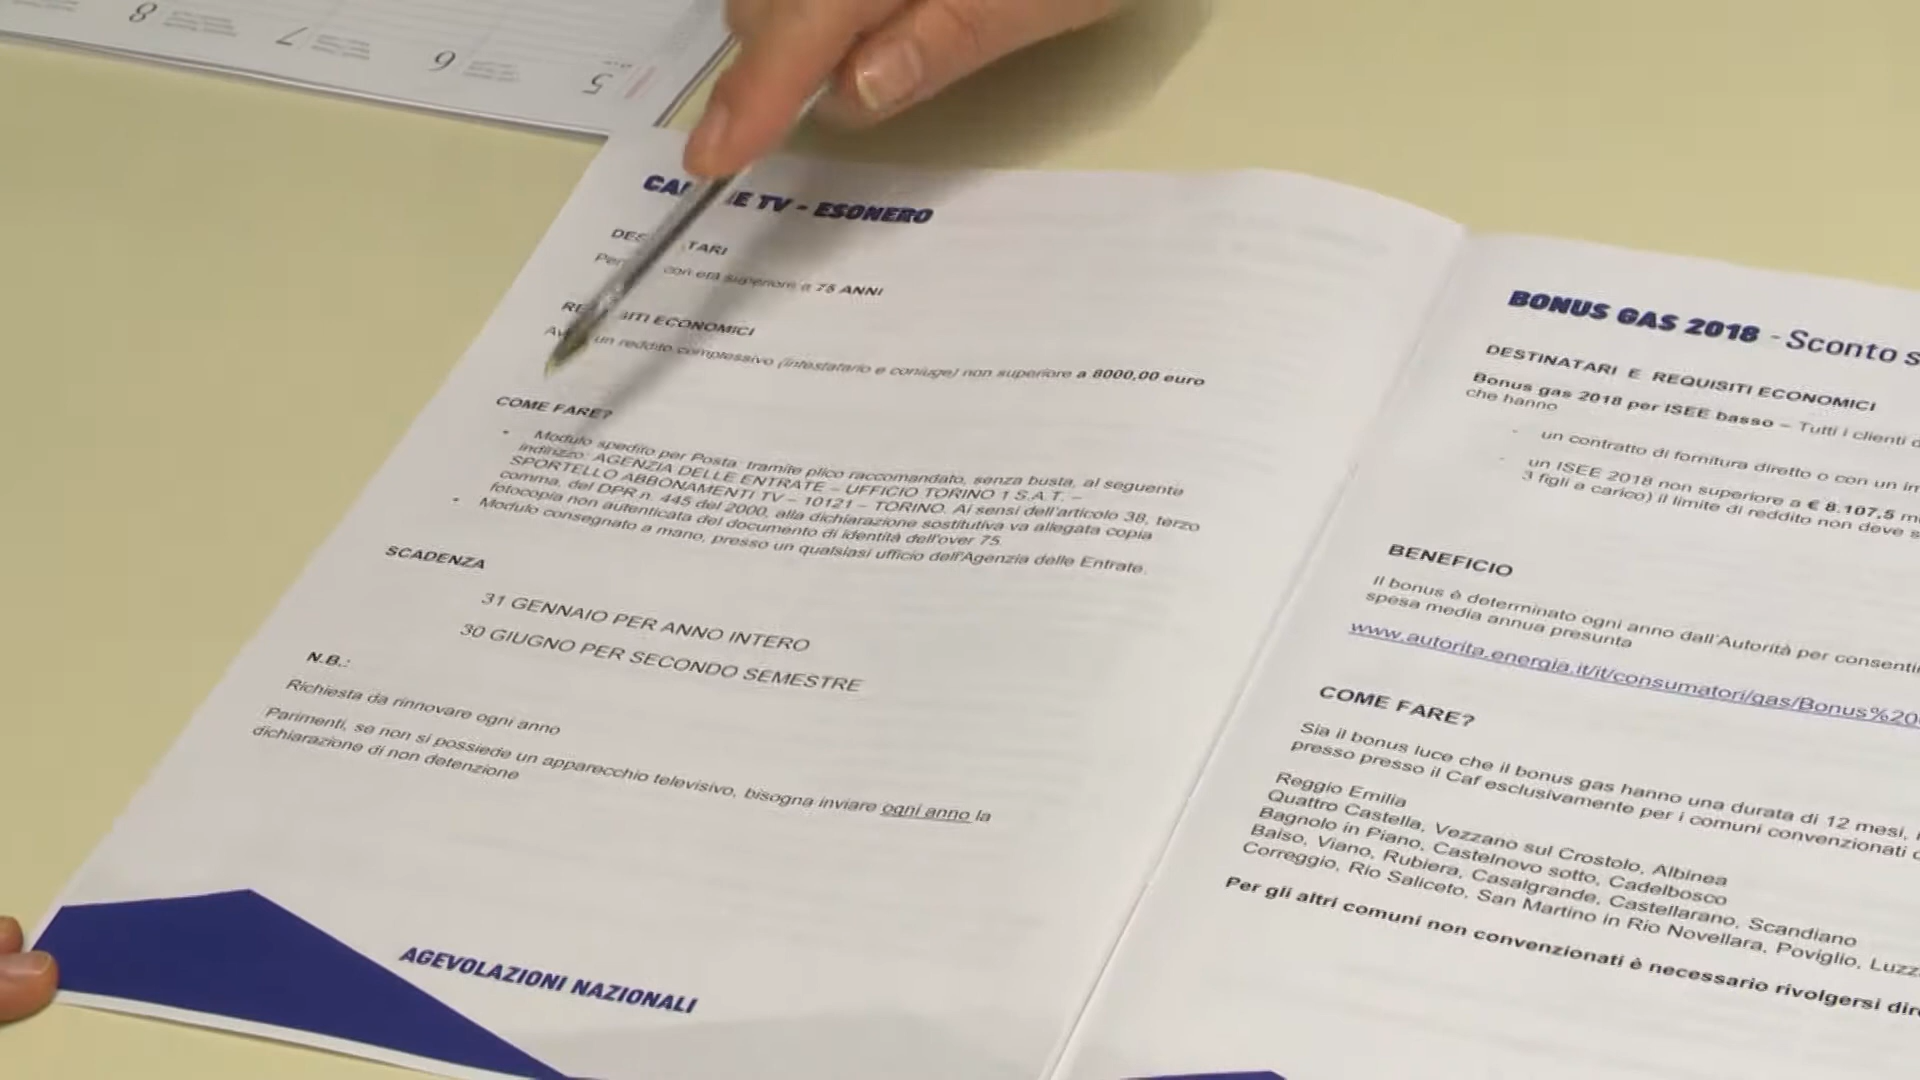 8
7
6
5
E TV - ESONERO
TARI
con età superiore a 75 ANNI
ECONOMICI
un reddito complessivo (intestatario e coniuge) non superiore a 8000,00 euro
COME FARE?
• Modulo spedito per Posta: tramite plico raccomandato, senza busta, al seguente
indirizzo: AGENZIA DELLE ENTRATE – UFFICIO TORINO 1 S.A.T. –
SPORTELLO ABBONAMENTI TV – 10121 – TORINO. Ai sensi dell'articolo 38, terzo
comma, del DPR n. 445 del 2000, alla dichiarazione sostitutiva va allegata copia
fotocopia non autenticata del documento di identità dell'over 75.
• Modulo consegnato a mano, presso un qualsiasi ufficio dell'Agenzia delle Entrate.
SCADENZA
31 GENNAIO PER ANNO INTERO
30 GIUGNO PER SECONDO SEMESTRE
N.B.:
Richiesta da rinnovare ogni anno
Parimenti, se non si possiede un apparecchio televisivo, bisogna inviare ogni anno la
dichiarazione di non detenzione
AGEVOLAZIONI NAZIONALI
BONUS GAS 2018 - Sconto s
DESTINATARI E REQUISITI ECONOMICI
Bonus gas 2018 per ISEE basso – Tutti i clienti
che hanno
- un contratto di fornitura diretto o con un
- un ISEE 2018 non superiore a € 8.107,5
3 figli a carico) il limite di reddito non deve
BENEFICIO
Il bonus è determinato ogni anno dall'Autorità per
spesa media annua presunta
www.autorita.energia.it/it/consumatori/gas/Bonus%20
COME FARE?
Sia il bonus luce che il bonus gas hanno una durata di 12 mesi,
presso presso il Caf esclusivamente per i comuni convenzionati
Reggio Emilia
Quattro Castella, Vezzano sul Crostolo, Albinea
Bagnolo in Piano, Castelnovo sotto, Cadelbosco
Baiso, Viano, Rubiera, Casalgrande, Castellarano, Scandiano
Correggio, Rio Saliceto, San Martino in Rio Novellara, Poviglio, Luzz
Per gli altri comuni non convenzionati è necessario rivolgersi